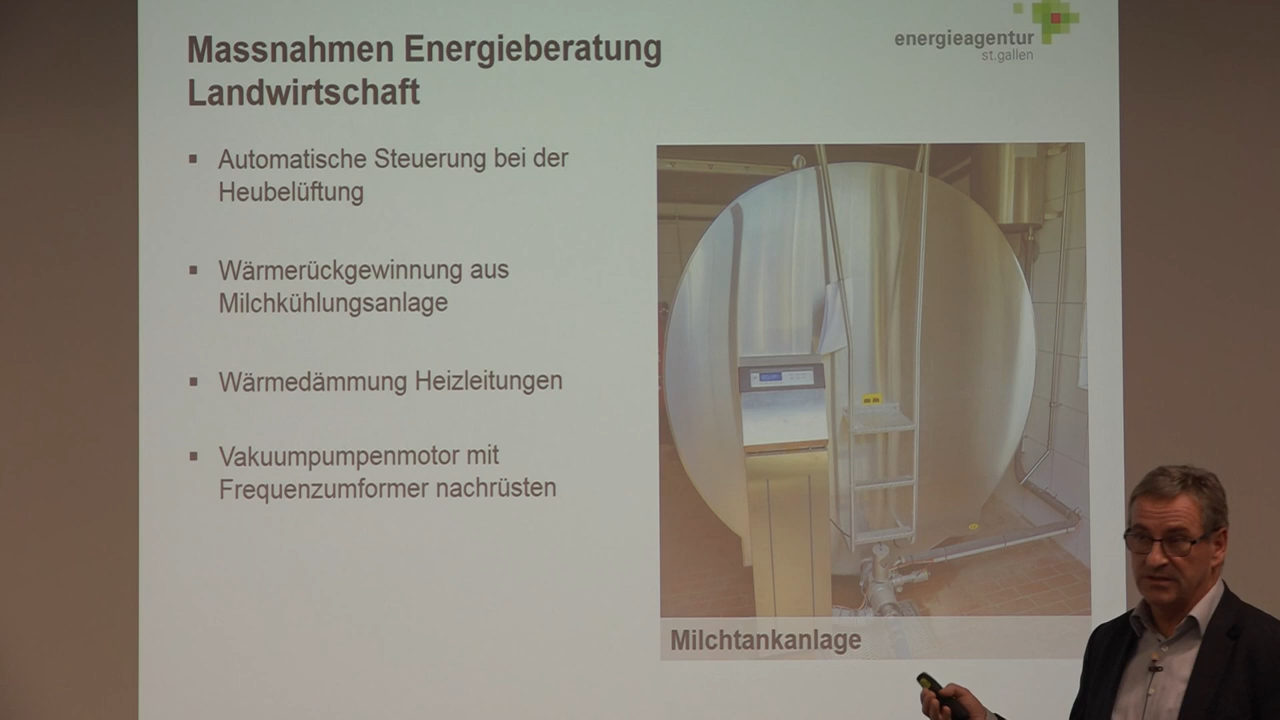 Massnahmen Energieberatung
Landwirtschaft
energieagentur
st.gallen
▪ Automatische Steuerung bei der
Heubelüftung
▪ Wärmerückgewinnung aus
Milchkühlungsanlage
▪ Wärmedämmung Heizleitungen
▪ Vakuumpumpenmotor mit
Frequenzumformer nachrüsten
Milchtankanlage